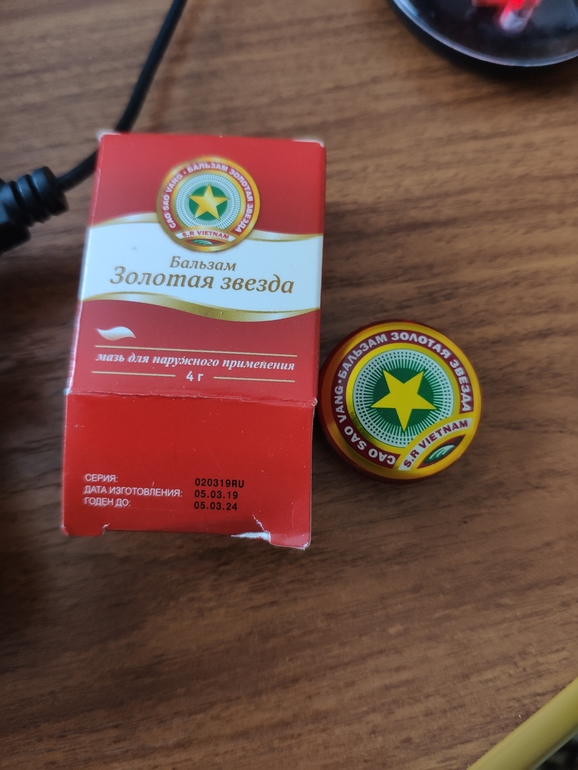 CAO SAO VANG • БАЛЬЗАМ ЗОЛОТАЯ ЗВЕЗДА
S.R VIETNAM
Бальзам
Золотая звезда
мазь для наружного применения
4 г
СЕРИЯ: 020319RU
ДАТА ИЗГОТОВЛЕНИЯ: 05.03.19
ГОДЕН ДО: 05.03.24
CAO SAO VANG • БАЛЬЗАМ ЗОЛОТАЯ ЗВЕЗДА
S.R VIETNAM